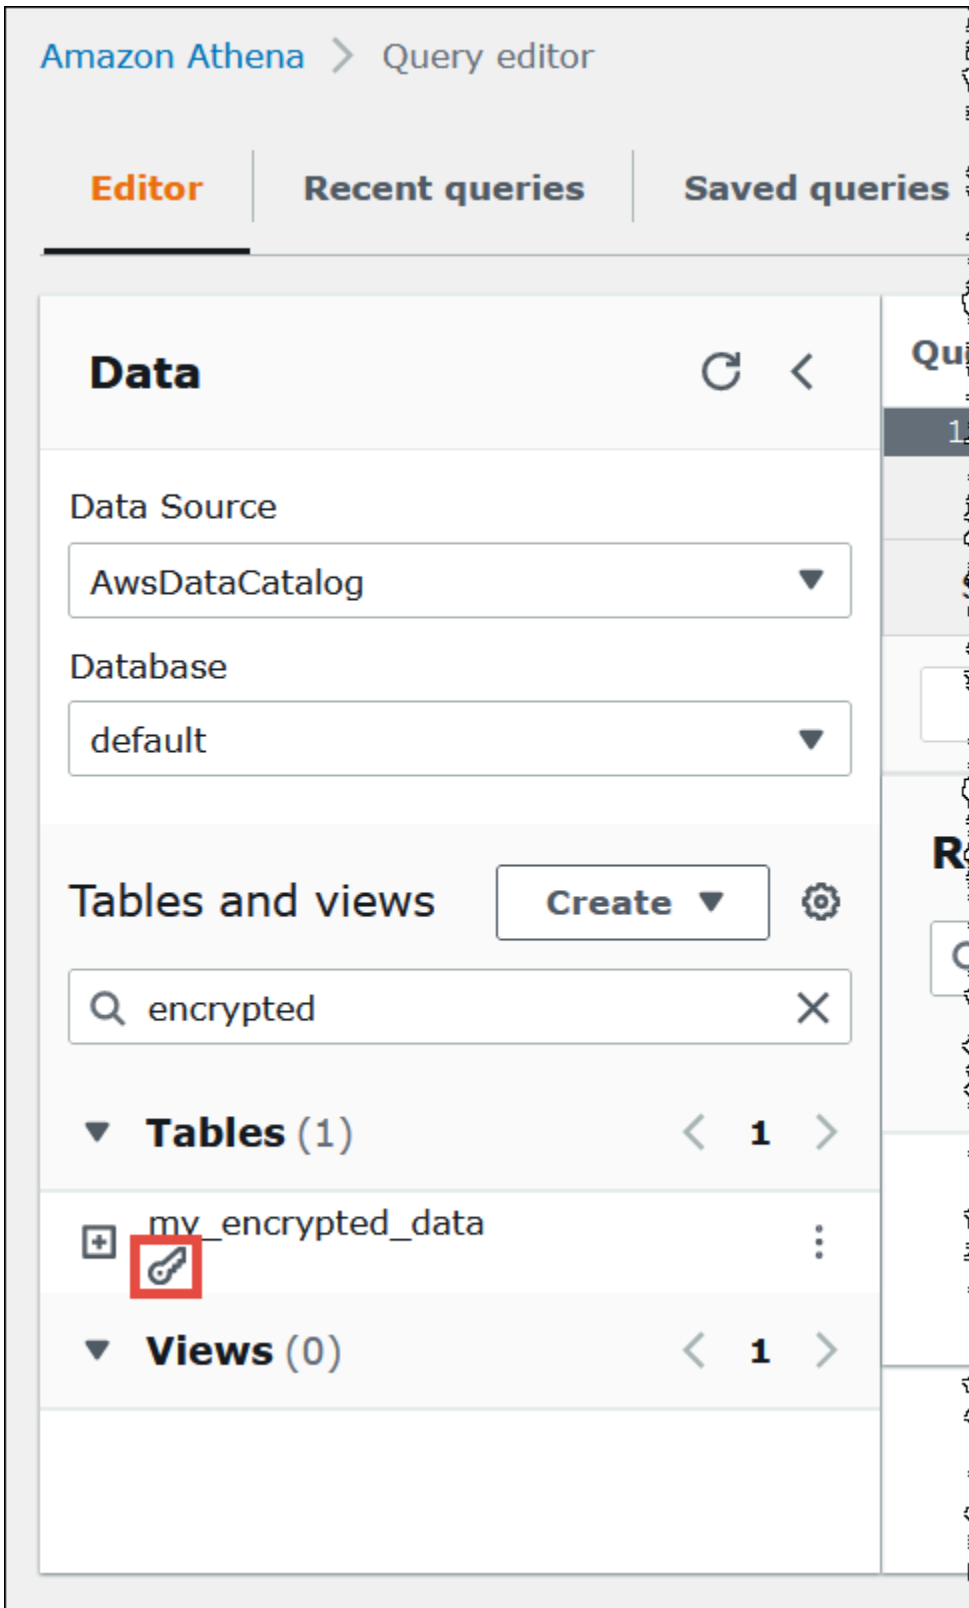 Amazon Athena > Query editor
Editor Recent queries Saved queries
Data
Data Source
AwsDataCatalog
Database
default
Tables and views Create
encrypted
Tables (1) < 1 >
my_encrypted_data
Views (0) < 1 >
1